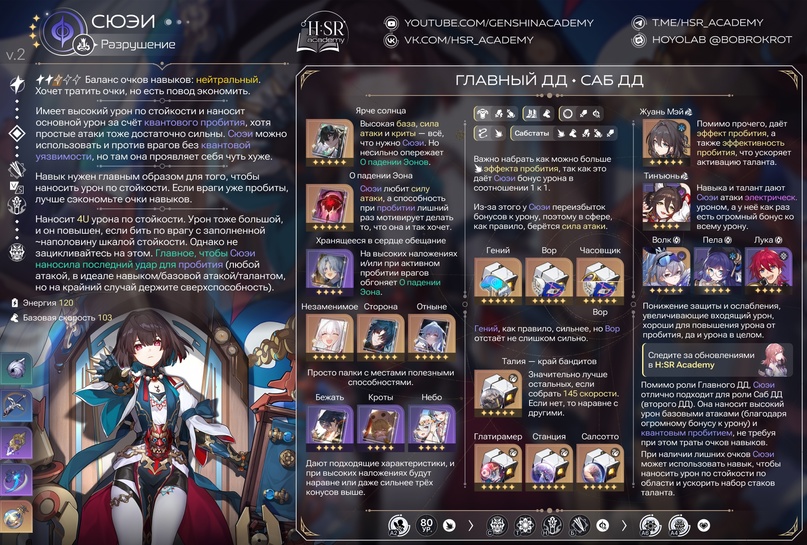 v.2
СЮЭИ
Разрушение
H:SR
academy
YOUTUBE.COM/GENSHINACADEMY
VK.COM/HSR_ACADEMY
T.ME/HSR_ACADEMY
HOYOLAB @BOBROKROT
Баланс очков навыков: нейтральный.
Хочет тратить очки, но есть повод экономить.
Имеет высокий урон по стойкости и наносит
основной урон за счёт квантового пробития, хотя
простые атаки тоже достаточно сильны. Сюэи можно
использовать и против врагов без квантовой
уязвимости, но там она проявляет себя чуть хуже.
Навык нужен главным образом для того, чтобы
наносить урон по стойкости. Если враги уже пробиты,
лучше сэкономьте очки навыков.
Наносит 4U урона по стойкости. Урон тоже большой,
и он повышен, если бить по врагу с заполненной
~наполовину шкалой стойкости. Однако не
зацикливайтесь на этом. Главное, чтобы Сюэи
наносила последний удар для пробития (любой
атакой, в идеале навыком/базовой атакой/талантом,
но на крайний случай держите сверхспособность).
Энергия 120
Базовая скорость 103
ГЛАВНЫЙ ДД • САБ ДД
Ярче солнца
Высокая база, сила
атаки и криты — всё,
что нужно Сюэи. Но
несильно опережает
О падении Эонов.
О падении Эона
Сюэи любит силу
атаки, а способность
при пробитии лишний
раз мотивирует делать
то, что она и так хочет.
Хранящееся в сердце обещание
На высоких наложениях
и/или при активном
пробитии врагов
обгоняет О падении
Эона.
Незаменимое
Сторона
Отныне
Просто палки с местами полезными
способностями.
Бежать
Кроты
Небо
Дают подходящие характеристики, и
при высоких наложениях будут
наравне или даже сильнее трёх
конусов выше.
Сабстаты
Важно набрать как можно больше
эффекта пробития, так как это
даёт Сюэи бонус урона в
соотношении 1 к 1.
Из-за этого у Сюэи переизбыток
бонусов к урону, поэтому в сфере,
как правило, берётся сила атаки.
Гений
Вор
Часовщик
Вор
Гений, как правило, сильнее, но Вор
отстаёт не слишком сильно.
Талия — край бандитов
Значительно лучше
остальных, если
собрать 145 скорости.
Если нет, то наравне с
другими.
Глатирамер
Станция
Салсотто
Жуань Мэй
Помимо прочего, даёт
эффект пробития, а
также эффективность
пробития, что ускоряет
активацию талант.
Тинъюнь
Навыка и талант дают
Сюэи атаки электрическ.
уроном, а у неё как раз
есть огромный бонус ко
всему урону.
Волк
Пела
Лука
Понижение защиты и ослабления,
увеличивающие входящий урон,
хороши для повышения урона от
пробития, да и урона в целом.
Следите за обновлениями
в H:SR Academy
Помимо роли Главного ДД, Сюэи
отлично подходит для роли Саб ДД
(второго ДД). Она наносит высокий
урон базовыми атаками (благодаря
огромному бонусу к урону) и
квантовым пробитием, не требуя
при этом траты очков навыков.
При наличии лишних очков Сюэи
может использовать навык, чтобы
наносить урон по стойкости по
области и ускорить набор стаков
таланта.
A2
80
УР.
A6
A4